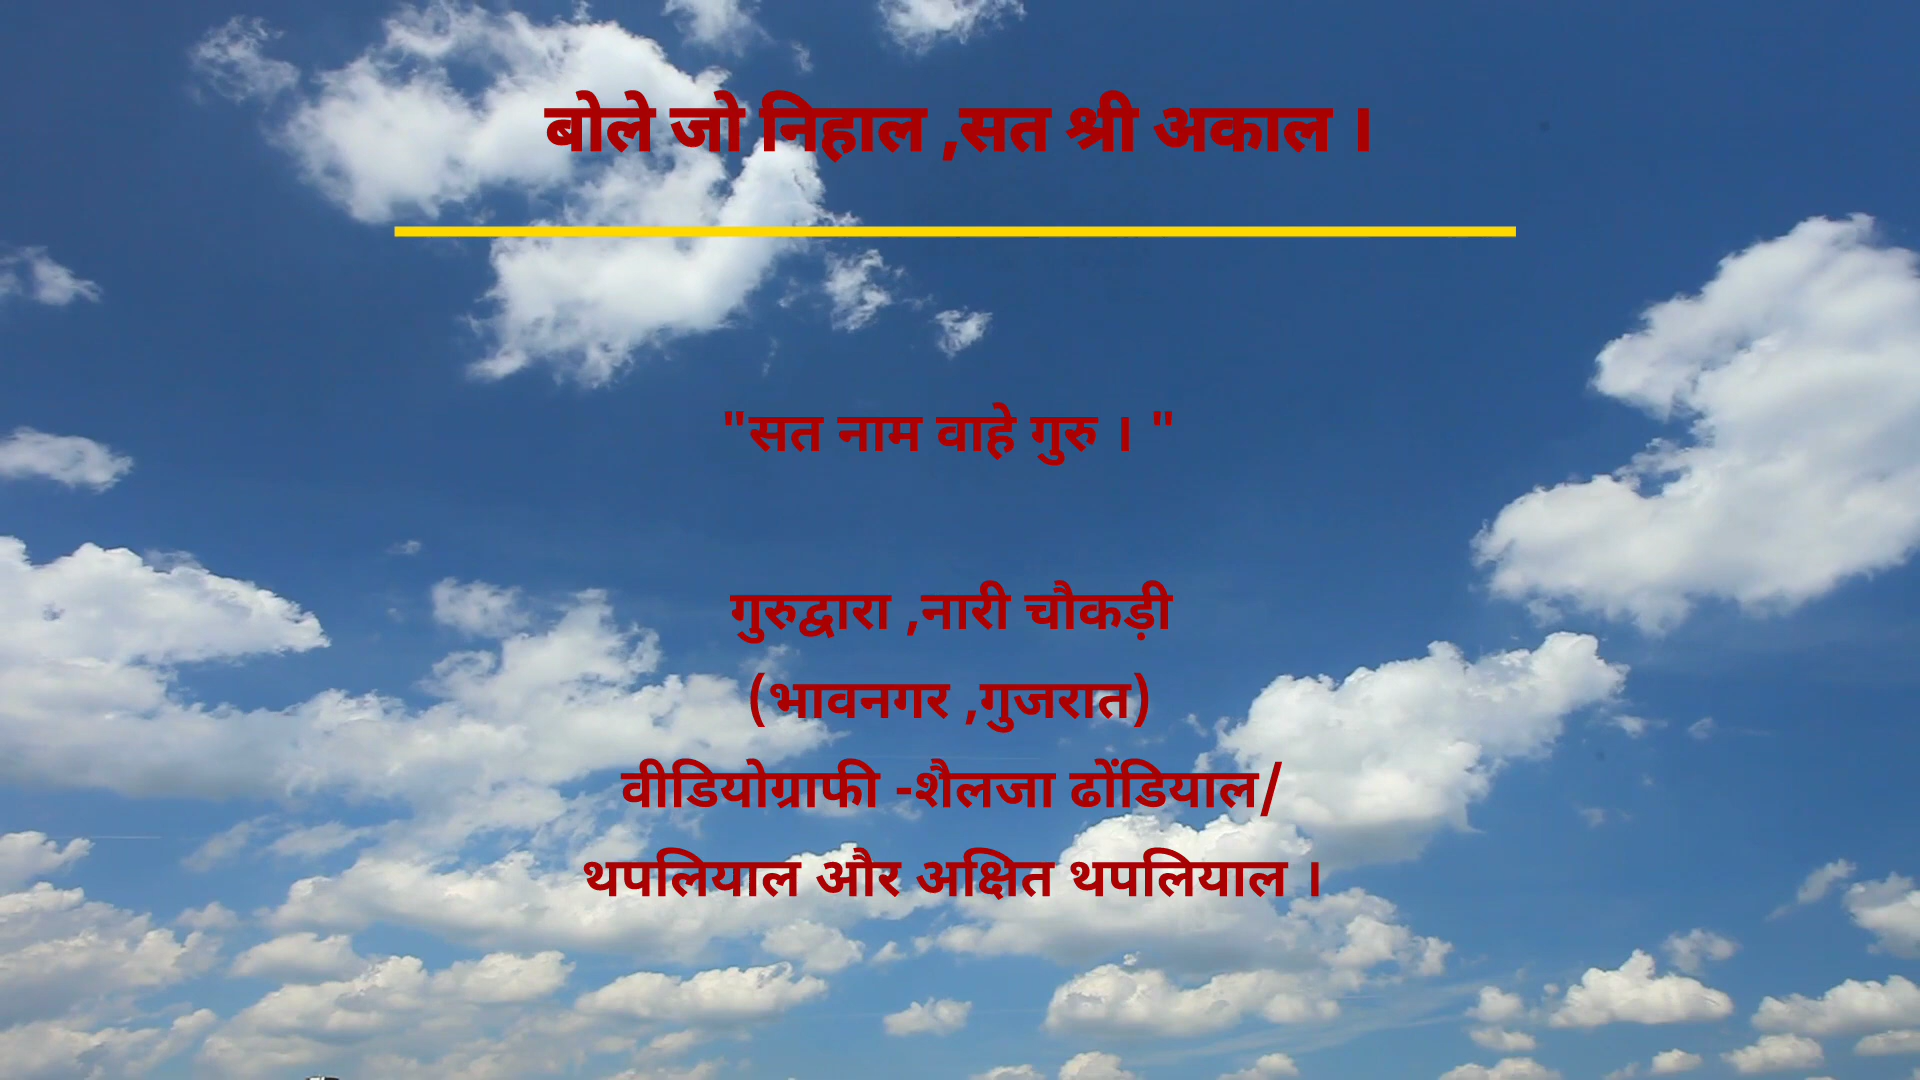 बोले जो निहाल ,सत श्री अकाल ।
"सत नाम वाहे गुरु । "
गुरुद्वारा ,नारी चौकड़ी
(भावनगर ,गुजरात)
वीडियोग्राफी -शैलजा ढोंडियाल/
थपलियाल और अक्षित थपलियाल ।